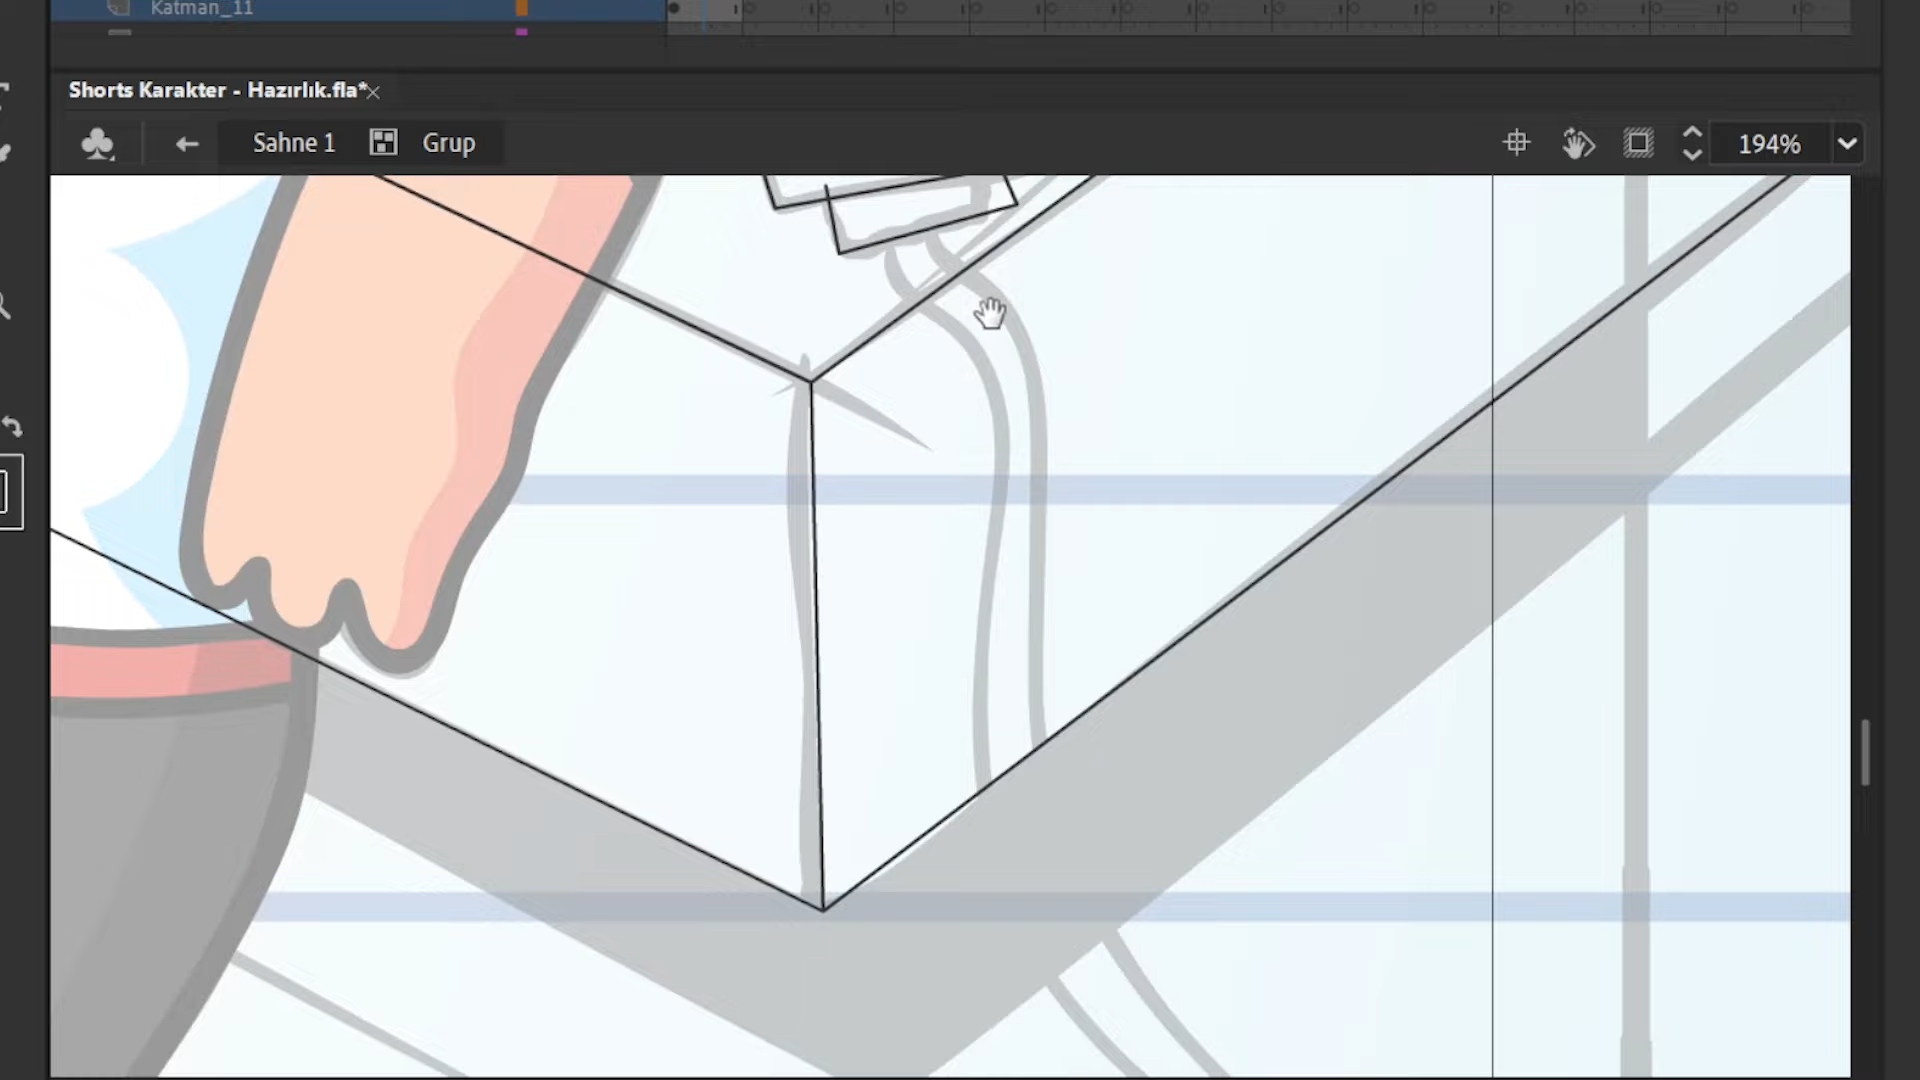 Katman_11
Shorts Karakter - Hazırlık.fla*
Sahne 1 Grup 194%